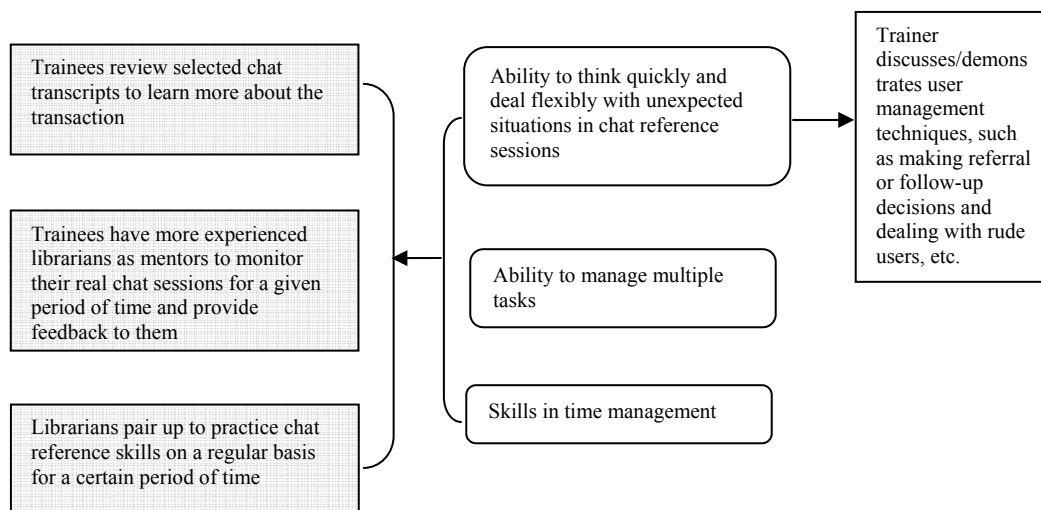 Trainees review selected chat
transcripts to learn more about the
transaction
Trainees have more experienced
librarians as mentors to monitor
their real chat sessions for a given
period of time and provide
feedback to them
Librarians pair up to practice chat
reference skills on a regular basis
for a certain period of time
Ability to think quickly and
deal flexibly with unexpected
situations in chat reference
sessions
Ability to manage multiple
tasks
Skills in time management
Trainer
discusses/demons
trates user
management
techniques, such
as making referral
or follow-up
decisions and
dealing with rude
users, etc.